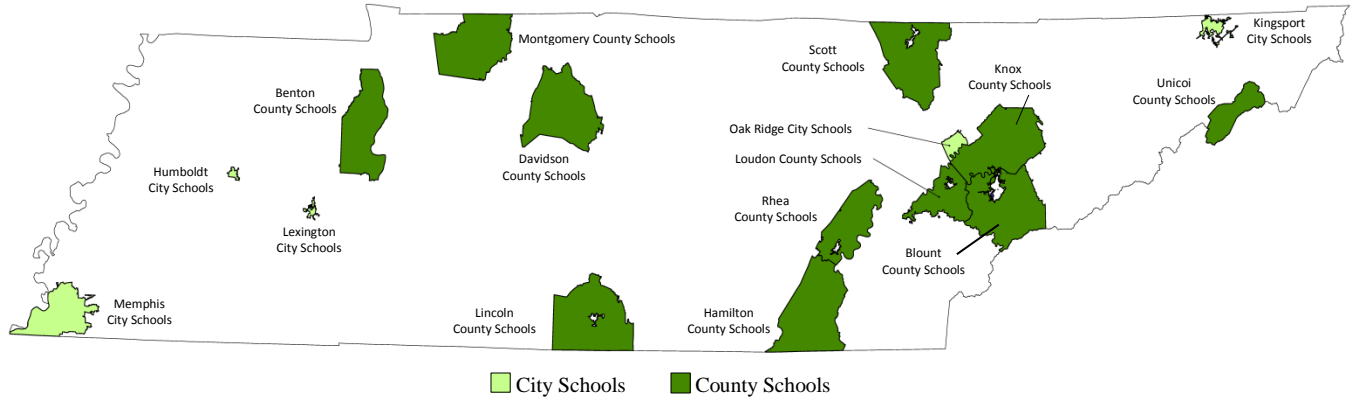 Kingsport
City Schools
Montgomery County Schools
Scott
County Schools
Knox
County Schools
Unicoi
County Schools
Benton
County Schools
Oak Ridge City Schools
Loudon County Schools
Davidson
County Schools
Humboldt
City Schools
Rhea
County Schools
Lexington
City Schools
Blount
County Schools
Memphis
City Schools
Lincoln
County Schools
Hamilton
County Schools
City Schools
County Schools